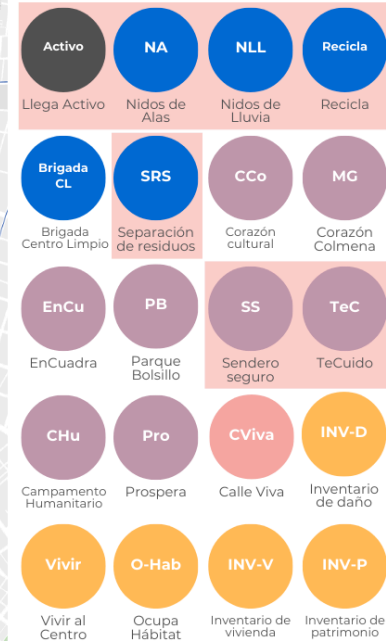 Activo
NA
NLL
Recicla
Llega Activo
Nidos de
Alas
Nidos de
Lluvia
Recicla
Brigada
CL
SRS
CCo
MG
Brigada
Centro Limpio
Separación
de residuos
Corazón
cultural
Corazón
Colmena
EnCu
PB
SS
TeC
EnCuadra
Parque
Bolsillo
Sendero
seguro
TeCuido
CHu
Pro
CViva
INV-D
Campamento
Humanitario
Prospera
Calle Viva
Inventario
de daño
Vivir
O-Hab
INV-V
INV-P
Vivir al
Centro
Ocupa
Hábitat
Inventario de
vivienda
Inventario de
patrimonio